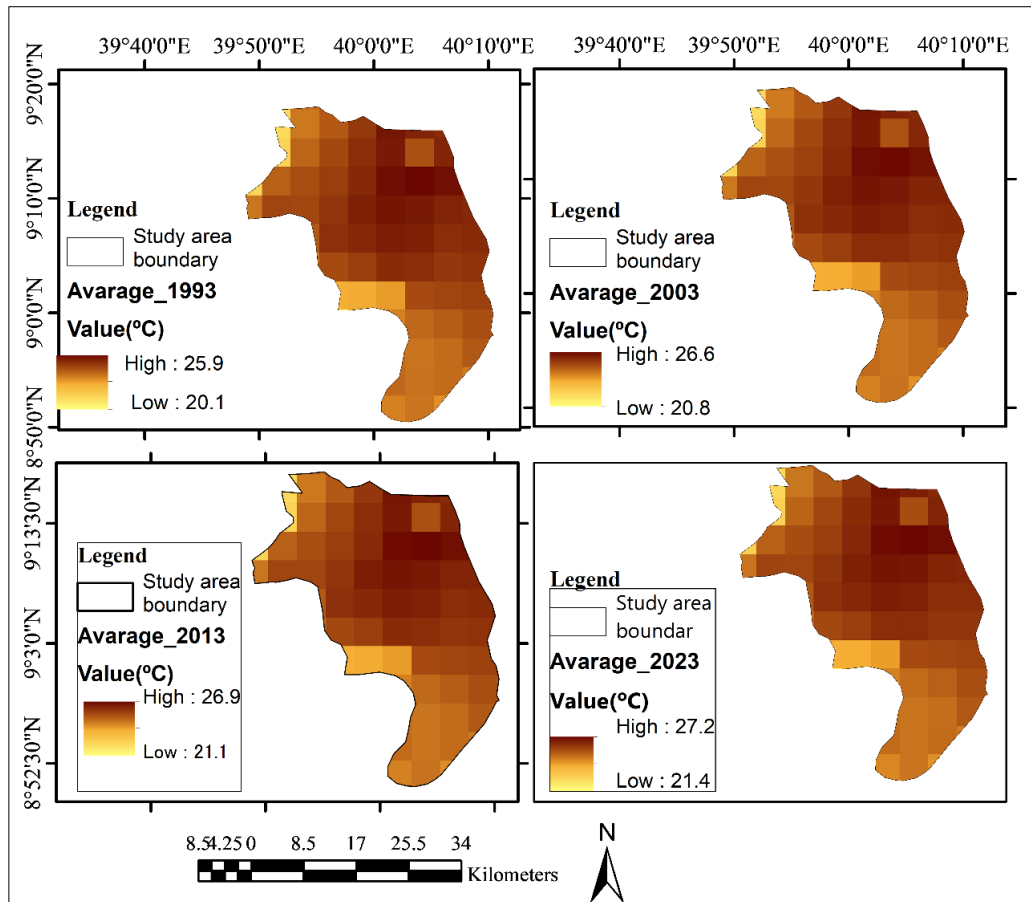 39°40'0"E 39°50'0"E 40°0'0"E 40°10'0"E
39°50'0"E 40°0'0"E 40°10'0"E
9°20'0"N
9°10'0"N
9°0'0"N
8°50'0"N
Legend
Study area
boundary
Avarage_1993
Value(ºC)
High : 25.9
Low : 20.1
Legend
Study area
boundary
Avarage_2003
Value(ºC)
High : 26.6
Low : 20.8
9°13'30"N
9°3'0"N
8°52'30"N
Legend
Study area
boundary
Avarage_2013
Value(ºC)
High : 26.9
Low : 21.1
Legend
Study area
boundar
Avarage_2023
Value(ºC)
High : 27.2
Low : 21.4
8.54.25 0 8.5 17 25.5 34
Kilometers
N